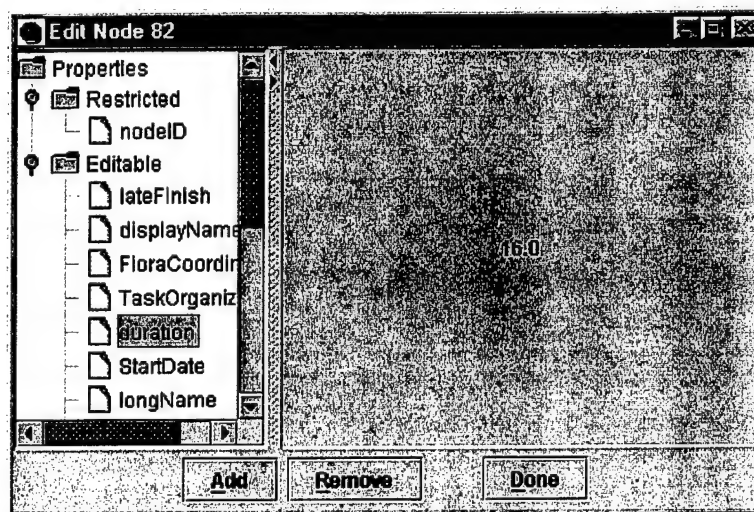 Edit Node 82
Properties
Restricted
nodeID
Editable
lateFinish
displayName
FloraCoordin
TaskOrganiz
duration
StartDate
longName
16.0
Add
Remove
Done